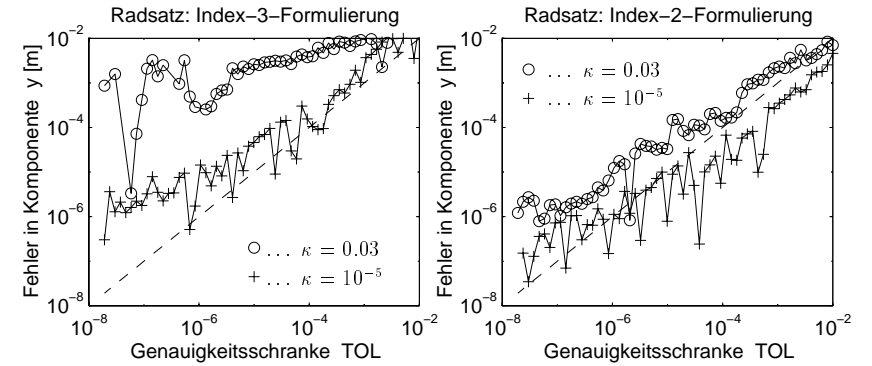 Radsatz: Index−3−Formulierung
Fehler in Komponente y [m]
10⁻²
10⁻⁴
10⁻⁶
10⁻⁸
○ ... κ = 0.03
+ ... κ = 10⁻⁵
10⁻⁸ 10⁻⁶ 10⁻⁴ 10⁻²
Genauigkeitsschranke TOL
Radsatz: Index−2−Formulierung
Fehler in Komponente y [m]
10⁻²
10⁻⁴
10⁻⁶
10⁻⁸
○ ... κ = 0.03
+ ... κ = 10⁻⁵
10⁻⁸ 10⁻⁶ 10⁻⁴ 10⁻²
Genauigkeitsschranke TOL